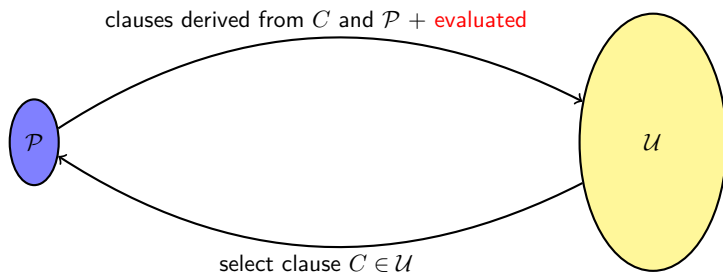 clauses derived from C and 𝒫 + evaluated
𝒫
𝒰
select clause C ∈ 𝒰